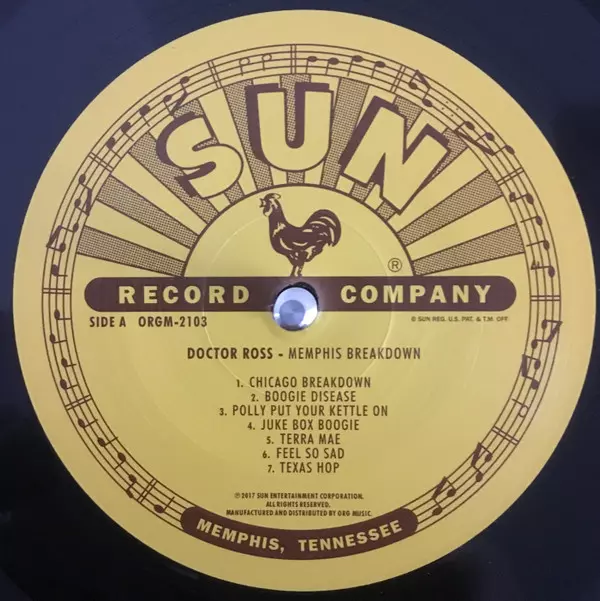 SUN
®
RECORD COMPANY
SIDE A ORGM-2103
© SUN REG. U.S. PAT. & T.M. OFF.
DOCTOR ROSS - MEMPHIS BREAKDOWN
1. CHICAGO BREAKDOWN
2. BOOGIE DISEASE
3. POLLY PUT YOUR KETTLE ON
4. JUKE BOX BOOGIE
5. TERRA MAE
6. FEEL SO SAD
7. TEXAS HOP
℗ 2017 SUN ENTERTAINMENT CORPORATION.
ALL RIGHTS RESERVED.
MANUFACTURED AND DISTRIBUTED BY ORG MUSIC.
MEMPHIS, TENNESSEE